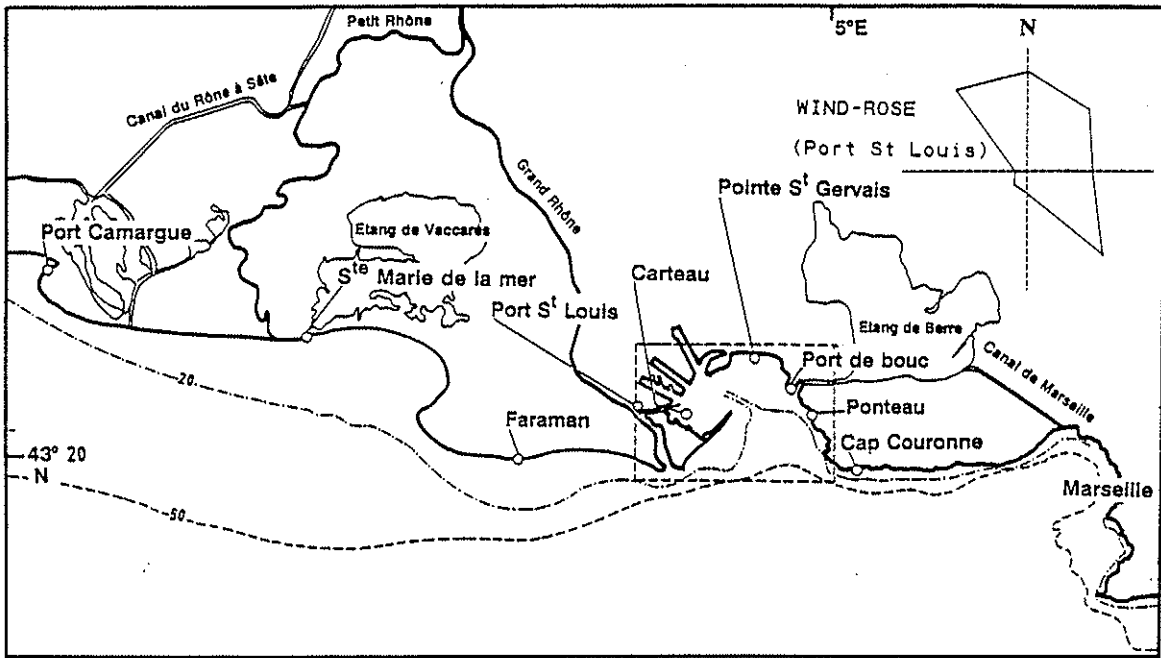 Petit Rhône
5°E
N
Canal du Rône à Sâte
WIND-ROSE
(Port St Louis)
Grand Rhône
Pointe St Gervais
Port Camargue
Etang de Vaccarés
Ste Marie de la mer
Carteau
Port St Louis
Etang de Berre
Canal de Marseille
Port de bouc
20
Ponteau
Faraman
Cap Couronne
43° 20
N
Marseille
50